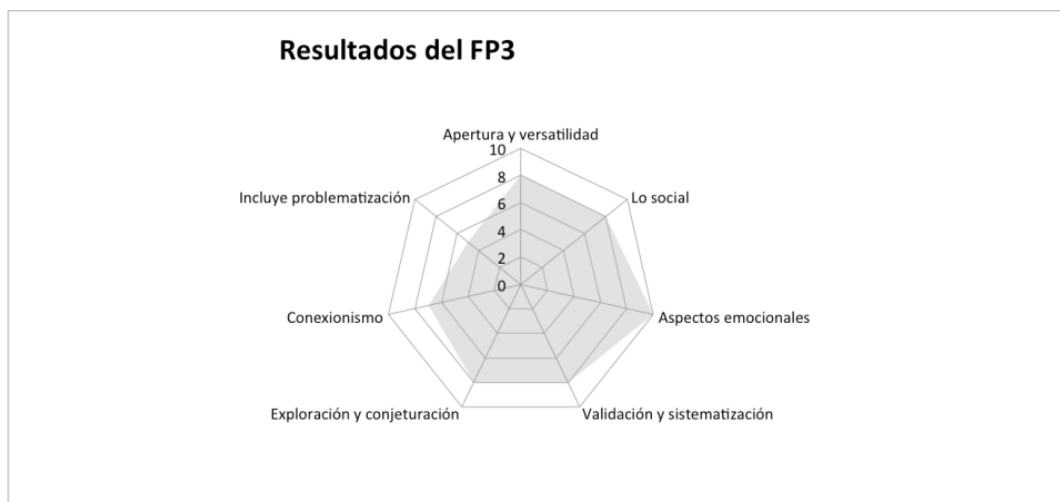 Resultados del FP3
Apertura y versatilidad
10
8
6
4
2
0
Lo social
Aspectos emocionales
Validación y sistematización
Exploración y conjeturación
Conexionismo
Incluye problematización